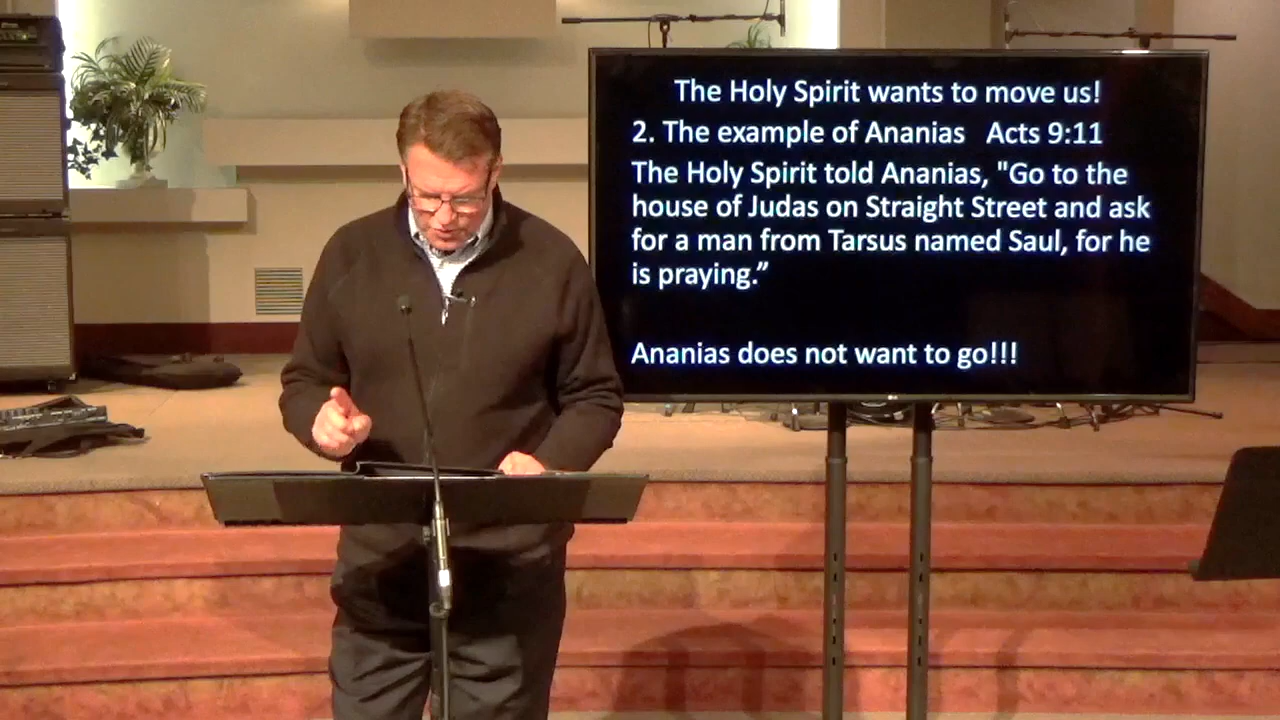 The Holy Spirit wants to move us!
2. The example of Ananias   Acts 9:11
The Holy Spirit told Ananias, "Go to the
house of Judas on Straight Street and ask
for a man from Tarsus named Saul, for he
is praying.”
Ananias does not want to go!!!